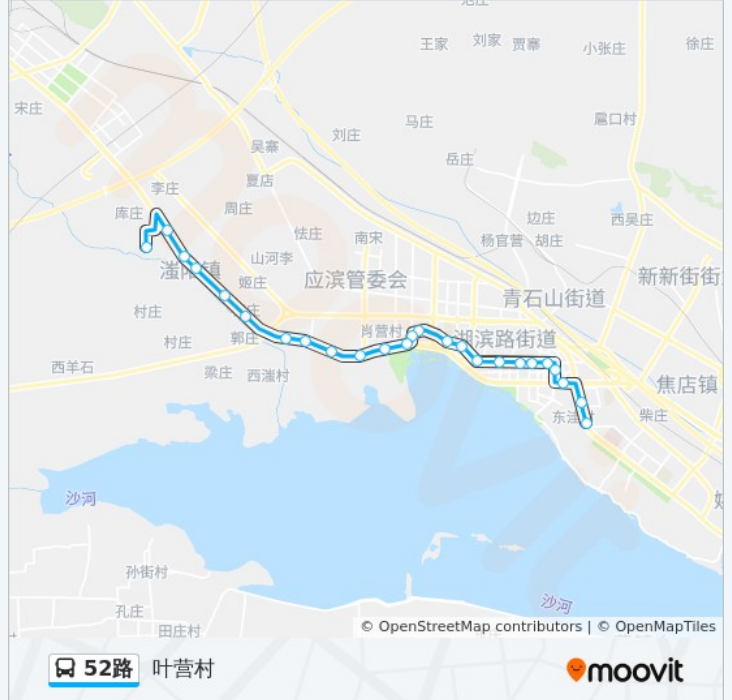 王家
刘家
贾寨
小张庄
徐庄
宋庄
马庄
扈口村
刘庄
吴寨
岳庄
夏店
李庄
周庄
库庄
边庄
西吴庄
怯庄
南宋
杨官营
胡庄
山河李
滍阳镇
应滨管委会
新新街街
姬庄
青石山街道
村庄
肖营村
湖滨路街道
郭庄
村庄
西羊石
梁庄
西滍村
焦店镇
柴庄
沙河
孙街村
孔庄
沙河
田庄村
© OpenStreetMap contributors | © OpenMapTiles
52路
叶营村
moovit